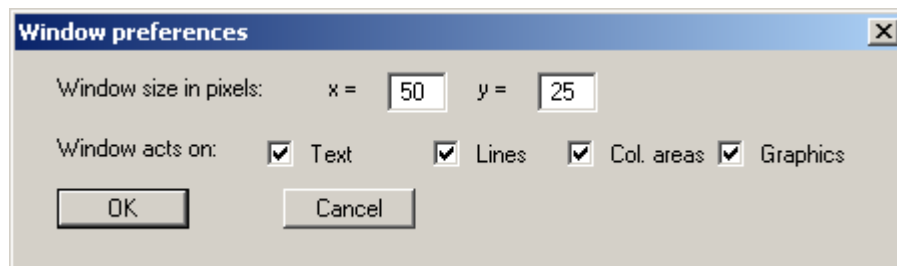 Window preferences
Window size in pixels: x = 50 y = 25
Window acts on: Text Lines Col. areas Graphics
OK Cancel